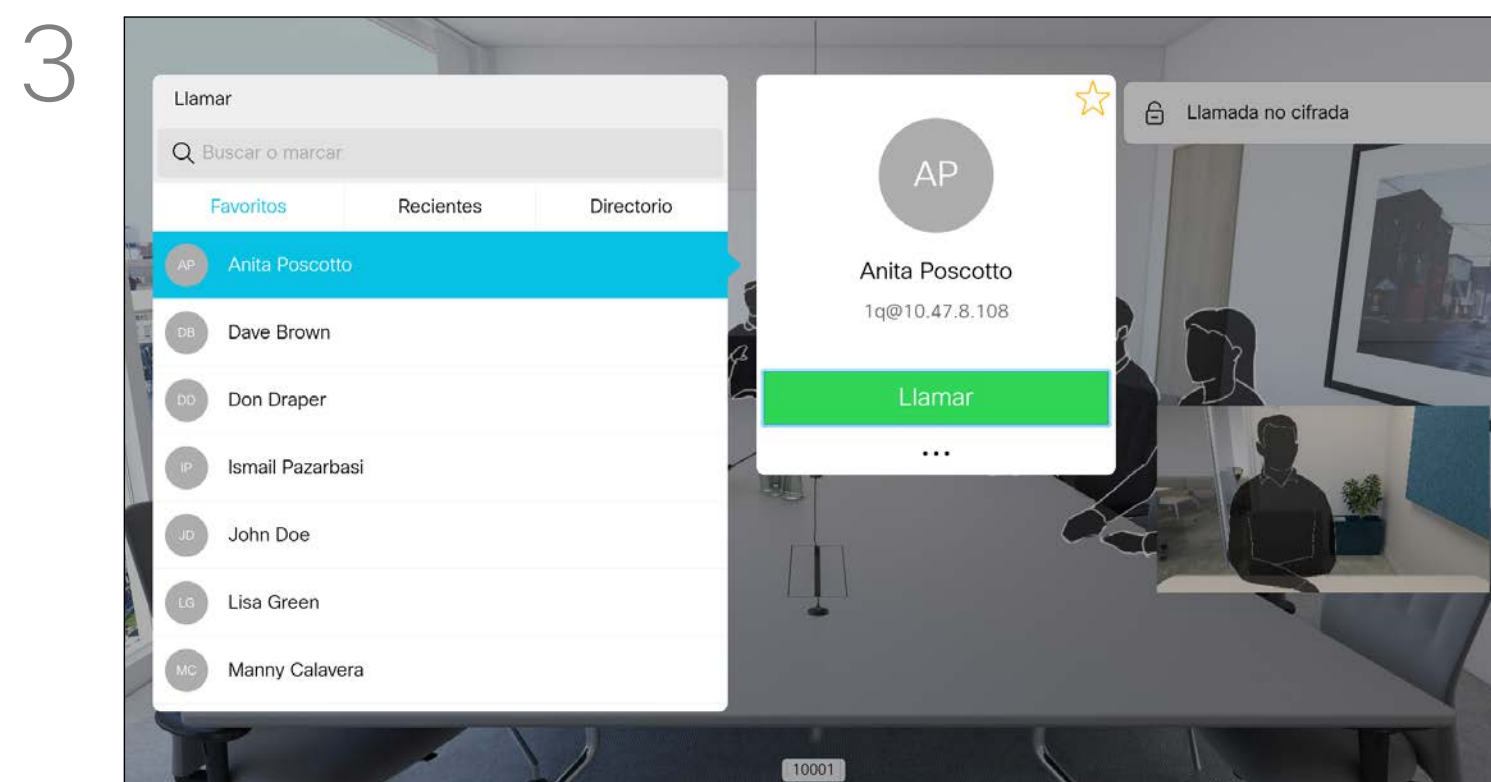 3
Llamar
Buscar o marcar
Favoritos Recientes Directorio
AP Anita Poscotto
DB Dave Brown
DD Don Draper
IP Ismail Pazarbasi
JD John Doe
LG Lisa Green
MC Manny Calavera
AP
Anita Poscotto
1q@10.47.8.108
Llamar
...
Llamada no cifrada
10001